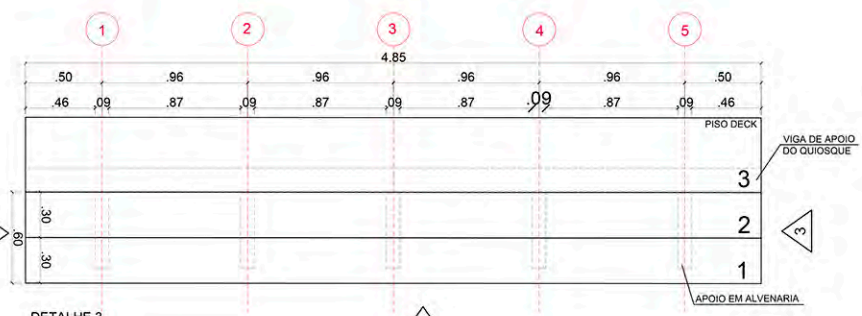 1 2 3 4 5
4.85
.50 .96 .96 .96 .96 .50
.46 .09 .87 .09 .87 .09 .87 .09 .87 .09 .46
PISO DECK
VIGA DE APOIO
DO QUIOSQUE
3
.30
2
.60
3
.30
1
APOIO EM ALVENARIA
DETALHE 3